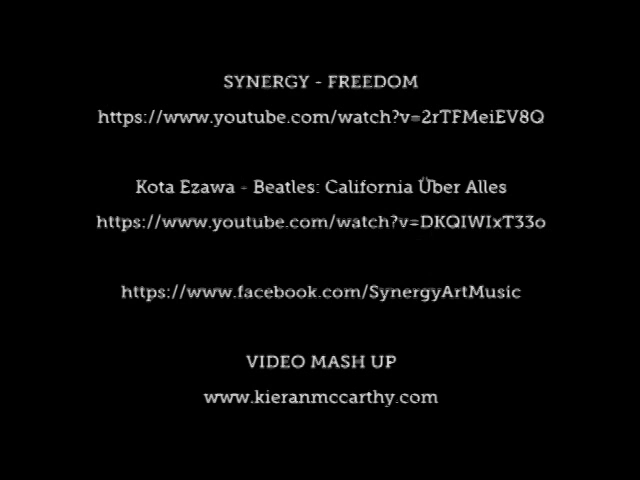 SYNERGY - FREEDOM
https://www.youtube.com/watch?v=2rTFMeiEV8Q
Kota Ezawa - Beatles: California Über Alles
https://www.youtube.com/watch?v=DKQIWIxT33o
https://www.facebook.com/SynergyArtMusic
VIDEO MASH UP
www.kieranmccarthy.com